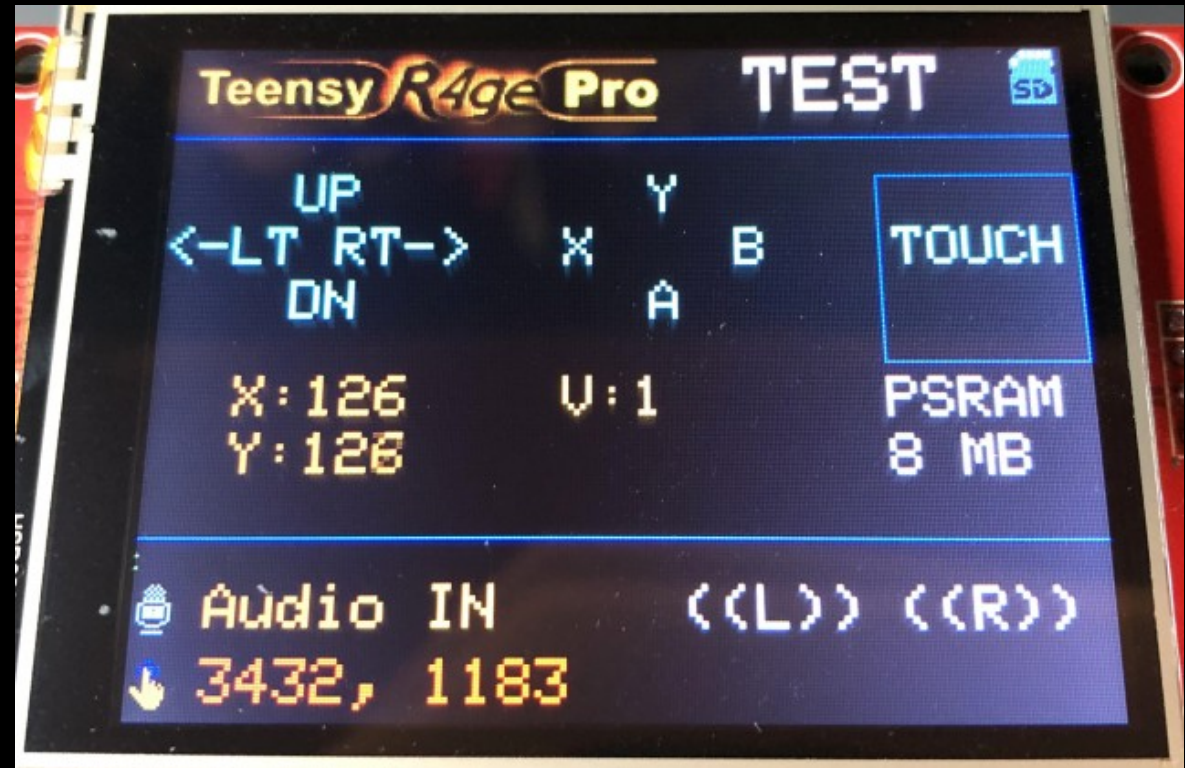 Teensy R4ge Pro TEST SD
UP Y
<-LT RT-> X B TOUCH
DN A
X:126 V:1 PSRAM
Y:126 8 MB
Audio IN ((L)) ((R))
3432, 1183